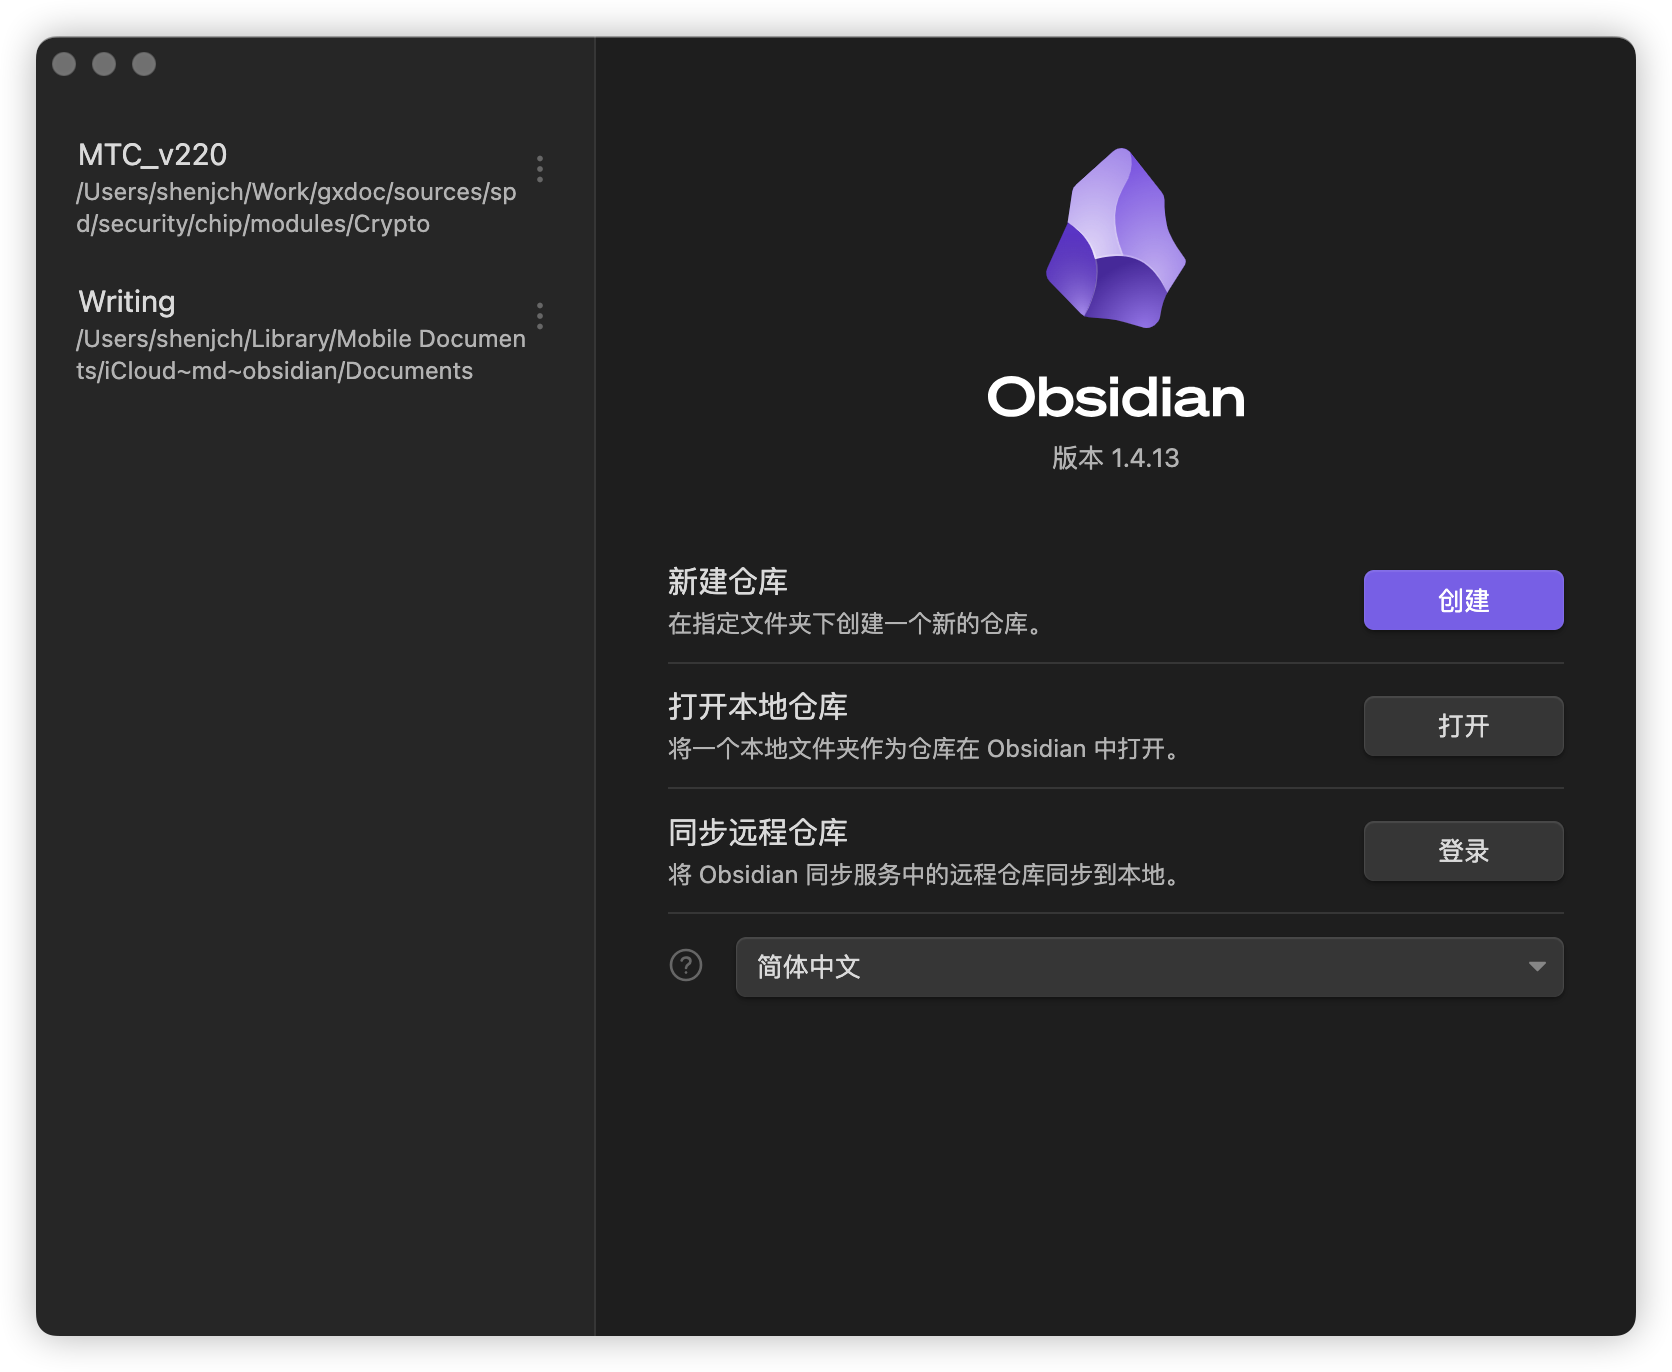 MTC_v220
/Users/shenjch/Work/gxdoc/sources/sp
d/security/chip/modules/Crypto
Writing
/Users/shenjch/Library/Mobile Documen
ts/iCloud~md~obsidian/Documents
Obsidian
版本 1.4.13
新建仓库
在指定文件夹下创建一个新的仓库。
创建
打开本地仓库
将一个本地文件夹作为仓库在 Obsidian 中打开。
打开
同步远程仓库
将 Obsidian 同步服务中的远程仓库同步到本地。
登录
?
简体中文